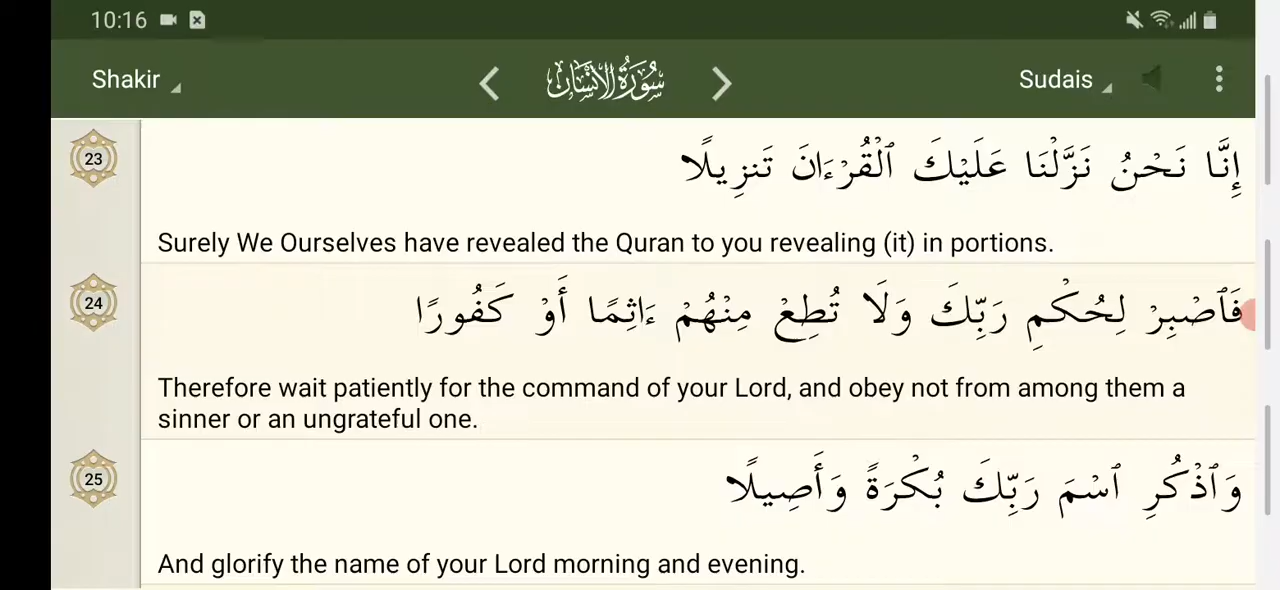 10:16
Shakir
سُورَةُ الْإِنْسَان
Sudais
23
إِنَّا نَحْنُ نَزَّلْنَا عَلَيْكَ ٱلْقُرْءَانَ تَنزِيلًا
Surely We Ourselves have revealed the Quran to you revealing (it) in portions.
24
فَٱصْبِرْ لِحُكْمِ رَبِّكَ وَلَا تُطِعْ مِنْهُمْ ءَاثِمًا أَوْ كَفُورًا
Therefore wait patiently for the command of your Lord, and obey not from among them a
sinner or an ungrateful one.
25
وَٱذْكُرِ ٱسْمَ رَبِّكَ بُكْرَةً وَأَصِيلًا
And glorify the name of your Lord morning and evening.